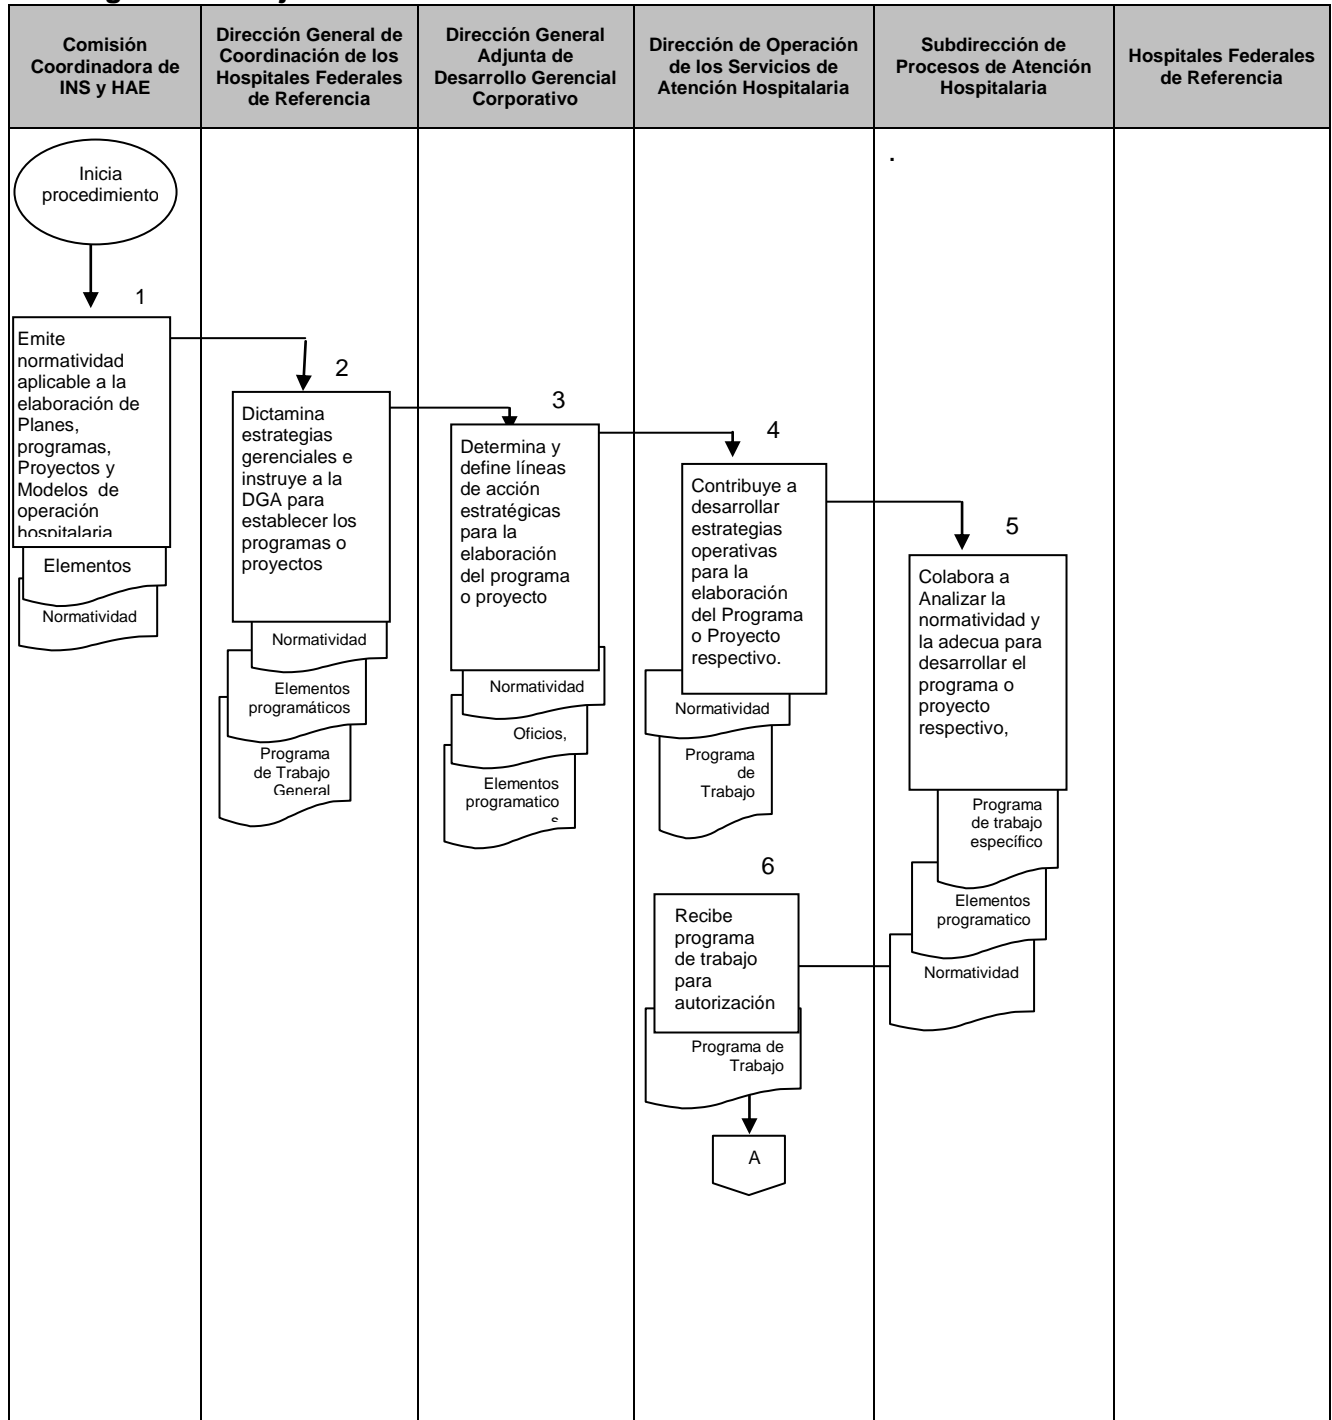 Comisión
Coordinadora de
INS y HAE
Dirección General de
Coordinación de los
Hospitales Federales
de Referencia
Dirección General
Adjunta de
Desarrollo Gerencial
Corporativo
Dirección de Operación
de los Servicios de
Atención Hospitalaria
Subdirección de
Procesos de Atención
Hospitalaria
Hospitales Federales
de Referencia
.
Inicia
procedimiento
1
Emite
normatividad
aplicable a la
elaboración de
Planes,
programas,
Proyectos y
Modelos de
operación
hospitalaria
Elementos
Normatividad
2
Dictamina
estrategias
gerenciales e
instruye a la
DGA para
establecer los
programas o
proyectos
Normatividad
Elementos
programáticos
Programa
de Trabajo
General
3
Determina y
define líneas
de acción
estratégicas
para la
elaboración
del programa
o proyecto
Normatividad
Oficios,
Elementos
programatico
s
4
Contribuye a
desarrollar
estrategias
operativas
para la
elaboración
del Programa
o Proyecto
respectivo.
Normatividad
Programa
de
Trabajo
5
Colabora a
Analizar la
normatividad y
la adecua para
desarrollar el
programa o
proyecto
respectivo,
Programa
de trabajo
específico
Elementos
programatico
Normatividad
6
Recibe
programa
de trabajo
para
autorización
Programa de
Trabajo
A